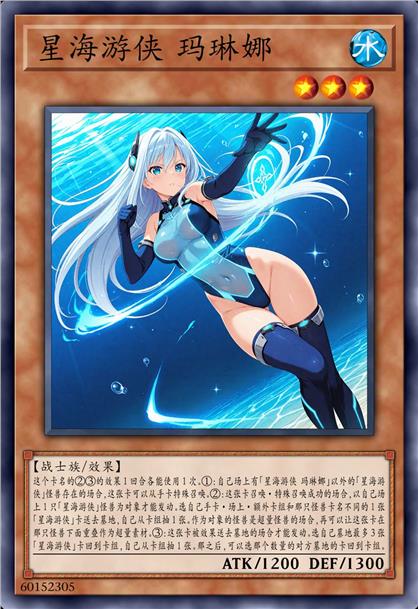 星海游侠 玛琳娜
水
【战士族/效果】
这个卡名的②③的效果1回合各能使用1次。①：自己场上有「星海游侠 玛琳娜」以外的「星海游
侠」怪兽存在的场合，这张卡可以从手卡特殊召唤。②：这张卡召唤・特殊召唤成功的场合，以自己场
上1只「星海游侠」怪兽为对象才能发动。选自己手卡・场上・额外卡组和那只怪兽卡名不同的1张
「星海游侠」卡送去墓地，自己从卡组抽1张。作为对象的怪兽是超量怪兽的场合，再可以让这张卡在
那只怪兽下面重叠作为超量素材。③：这张卡被效果送去墓地的场合才能发动。选自己墓地最多3张
「星海游侠」卡回到卡组，自己从卡组抽1张。那之后，可以选那个数量的对方墓地的卡回到卡组。
ATK/1200 DEF/1300
60152305